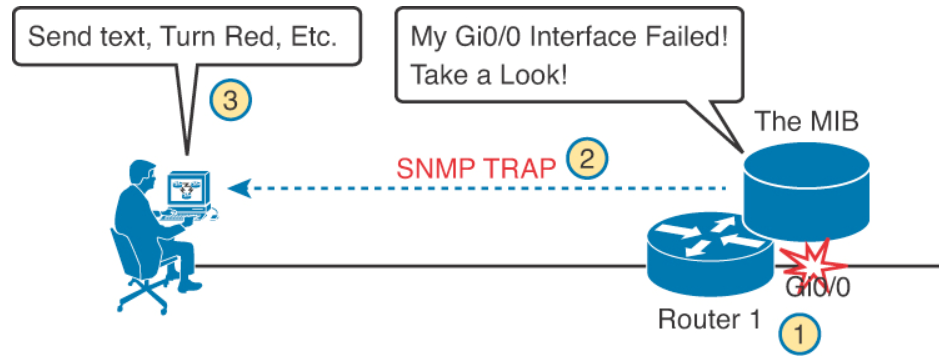 Send text, Turn Red, Etc.
My Gi0/0 Interface Failed!
Take a Look!
3
The MIB
SNMP TRAP
2
Gi0/0
Router 1
1